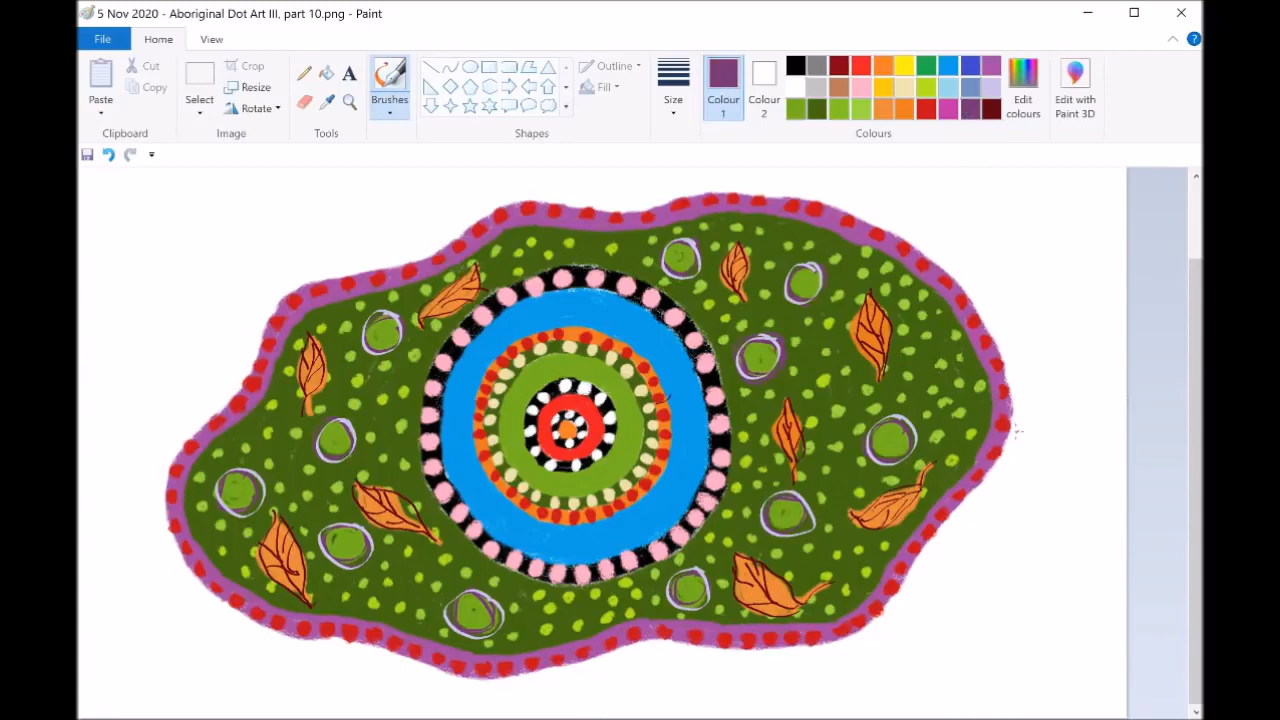 5 Nov 2020 - Aboriginal Dot Art III, part 10.png - Paint
File Home View
Paste
Cut
Copy
Clipboard
Select
Crop
Resize
Rotate
Image
A
Tools
Brushes
Shapes
Outline
Fill
Size
Colour 1
Colour 2
Colours
Edit colours
Edit with Paint 3D
?